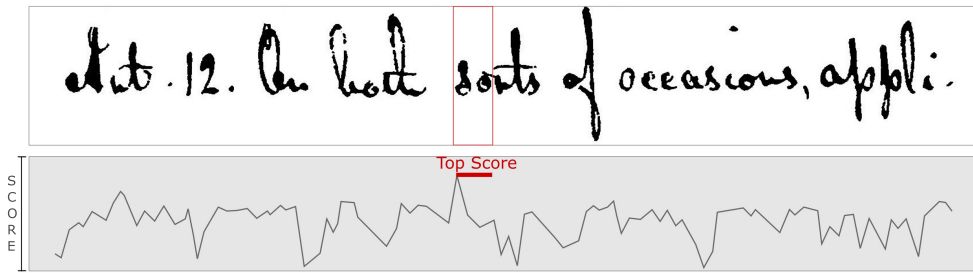 Art. 12. On both sorts of occasions, appli.
Top Score
SCORE